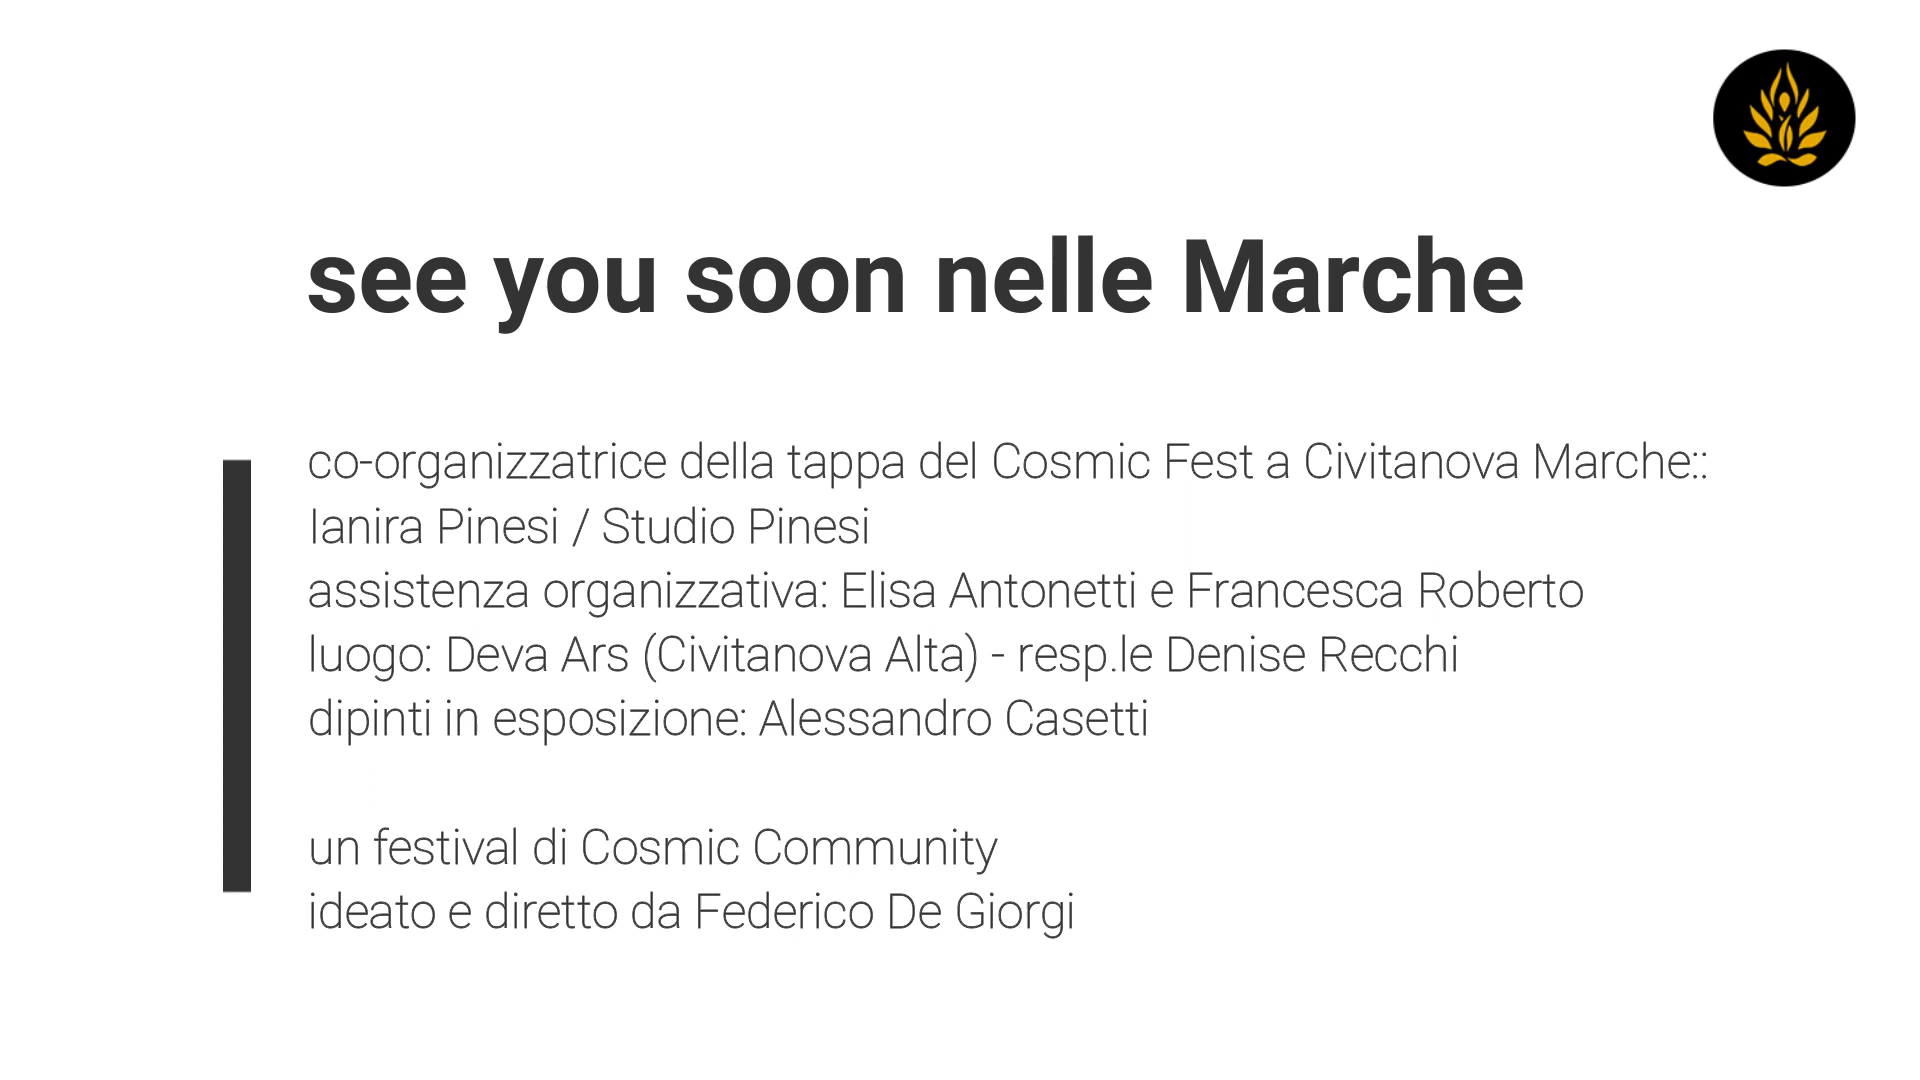 see you soon nelle Marche
co-organizzatrice della tappa del Cosmic Fest a Civitanova Marche::
Ianira Pinesi / Studio Pinesi
assistenza organizzativa: Elisa Antonetti e Francesca Roberto
luogo: Deva Ars (Civitanova Alta) - resp.le Denise Recchi
dipinti in esposizione: Alessandro Casetti
un festival di Cosmic Community
ideato e diretto da Federico De Giorgi